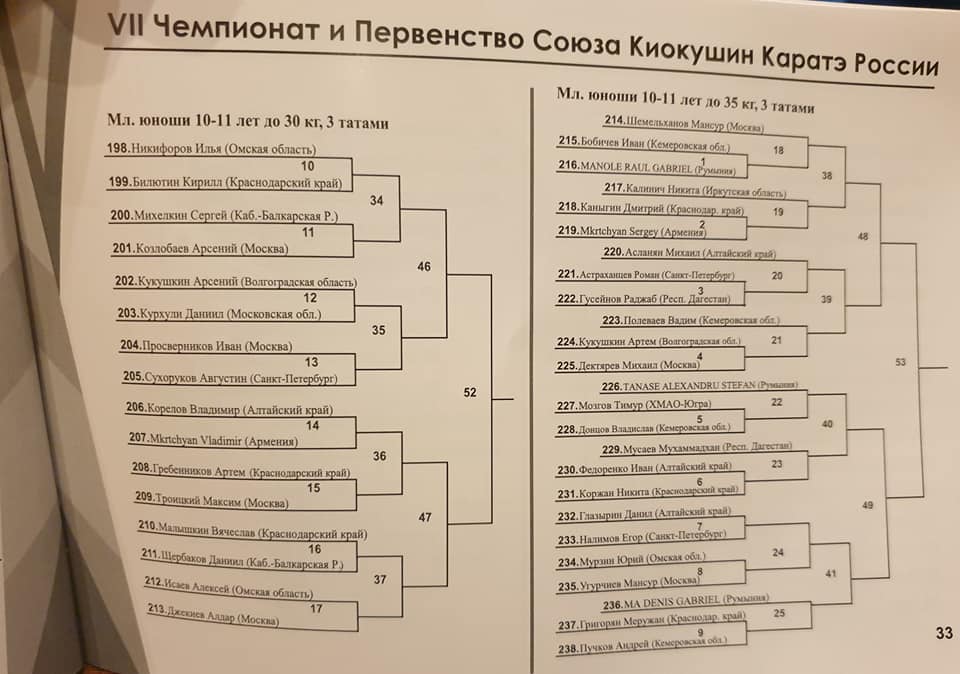 VII Чемпионат и Первенство Союза Киокушин Каратэ России
Мл. юноши 10-11 лет до 30 кг, 3 татами
198.Никифоров Илья (Омская область)
10
199.Билютин Кирилл (Краснодарский край)
34
200.Михелкин Сергей (Каб.-Балкарская Р.)
11
201.Козлобаев Арсений (Москва)
46
202.Кукушкин Арсений (Волгоградская область)
12
203.Курхули Даниил (Московская обл.)
35
204.Просверников Иван (Москва)
13
205.Сухоруков Августин (Санкт-Петербург)
52
206.Корелов Владимир (Алтайский край)
14
207.Mkrtchyan Vladimir (Армения)
36
208.Гребенников Артем (Краснодарский край)
15
209.Троицкий Максим (Москва)
47
210.Малышкин Вячеслав (Краснодарский край)
16
211.Щербаков Даниил (Каб.-Балкарская Р.)
37
212.Исаев Алексей (Омская область)
17
213.Джекиев Алдар (Москва)
Мл. юноши 10-11 лет до 35 кг, 3 татами
214.Шемельханов Мансур (Москва)
18
215.Бобичев Иван (Кемеровская обл.)
1
216.MANOLE RAUL GABRIEL (Румыния)
38
217.Калинич Никита (Иркутская область)
19
218.Каныгин Дмитрий (Краснодар. край)
2
219.Mkrtchyan Sergey (Армения)
48
220.Асланян Михаил (Алтайский край)
20
221.Астраханцев Роман (Санкт-Петербург)
3
222.Гусейнов Раджаб (Респ. Дагестан)
39
223.Полеваев Вадим (Кемеровская обл.)
21
224.Кукушкин Артем (Волгоградская обл.)
4
225.Дектярев Михаил (Москва)
53
226.TANASE ALEXANDRU STEFAN (Румыния)
22
227.Мозгов Тимур (ХМАО-Югра)
5
228.Донцов Владислав (Кемеровская обл.)
40
229.Мусаев Мухаммадхан (Респ. Дагестан)
23
230.Федоренко Иван (Алтайский край)
6
231.Коржан Никита (Краснодарский край)
49
232.Глазырин Данил (Алтайский край)
7
233.Налимов Егор (Санкт-Петербург)
24
234.Мурзин Юрий (Омская обл.)
8
235.Угурчиев Мансур (Москва)
41
236.MA DENIS GABRIEL (Румыния)
25
237.Григорян Меружан (Краснодар. край)
9
238.Пучков Андрей (Кемеровская обл.)
33